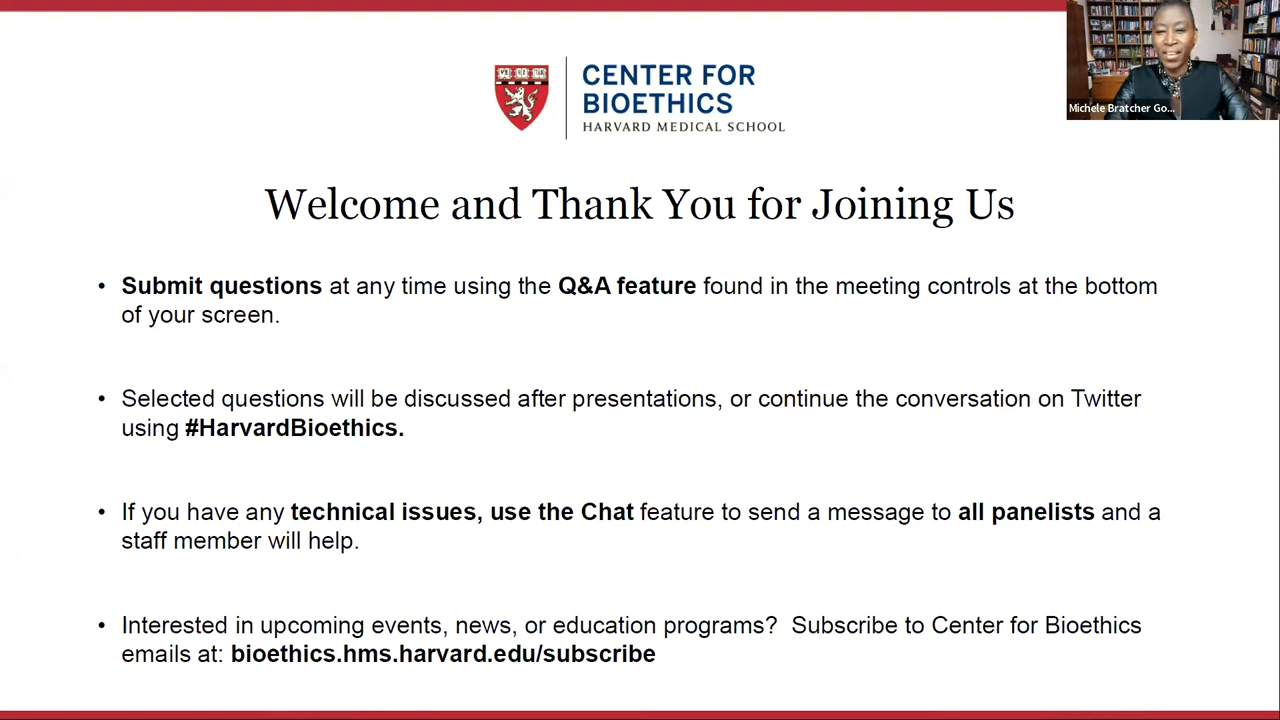 CENTER FOR
BIOETHICS
HARVARD MEDICAL SCHOOL
Michele Bratcher Go...
Welcome and Thank You for Joining Us
• Submit questions at any time using the Q&A feature found in the meeting controls at the bottom
of your screen.
• Selected questions will be discussed after presentations, or continue the conversation on Twitter
using #HarvardBioethics.
• If you have any technical issues, use the Chat feature to send a message to all panelists and a
staff member will help.
• Interested in upcoming events, news, or education programs?  Subscribe to Center for Bioethics
emails at: bioethics.hms.harvard.edu/subscribe